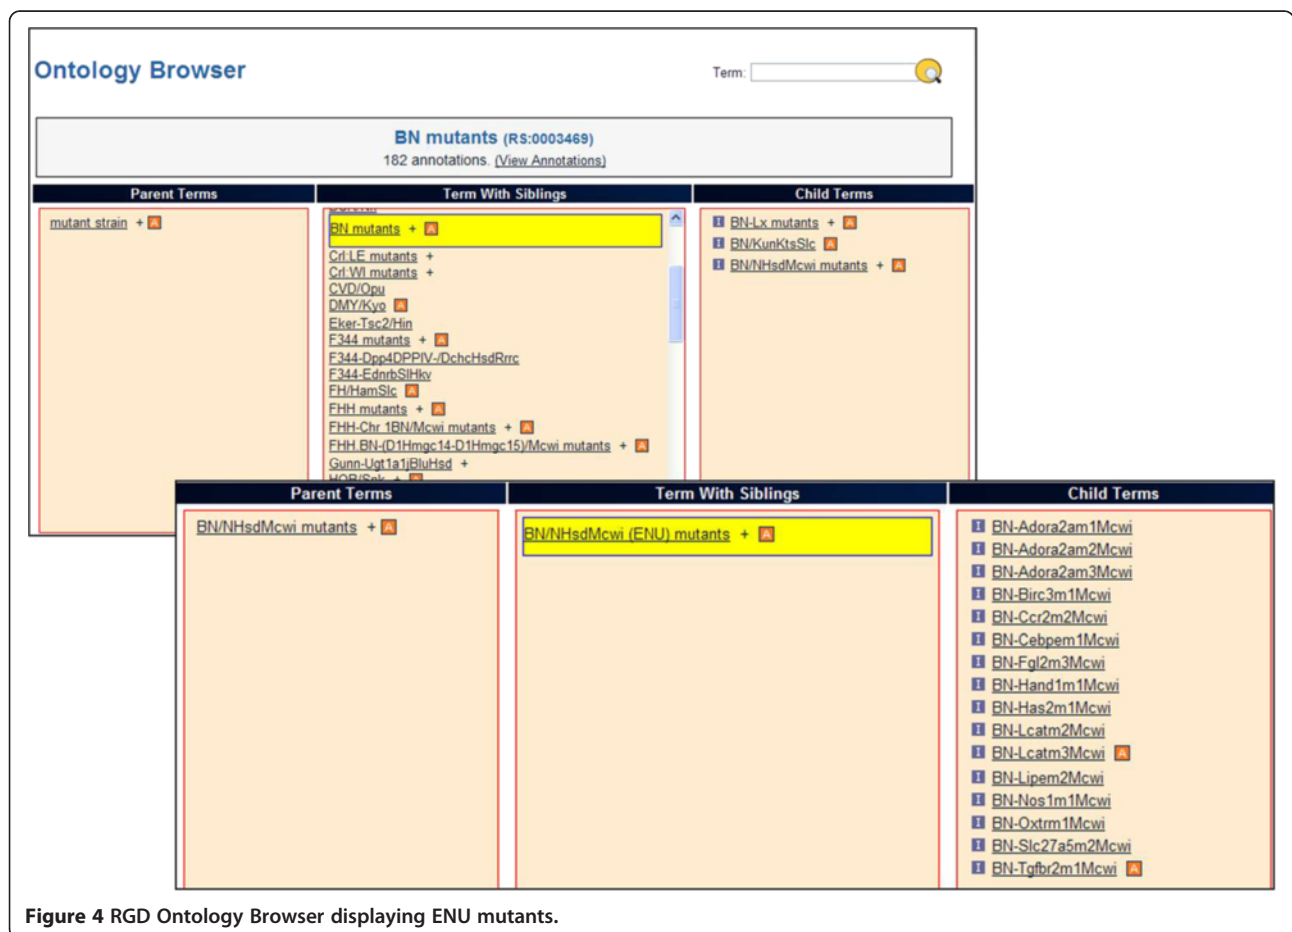 Ontology Browser
Term:
BN mutants (RS:0003469)
182 annotations. (View Annotations)
Parent Terms
Term With Siblings
Child Terms
mutant strain + A
BN mutants + A
Crl:LE mutants +
Crl:WI mutants +
CVD/Opu
DMY/Kyo A
Eker-Tsc2/Hin
F344 mutants + A
F344-Dpp4DPPIV-/DchcHsdRrrc
F344-EdnrbSlHkv
FH/HamSlc A
FHH mutants + A
FHH-Chr 1BN/Mcwi mutants + A
FHH.BN-(D1Hmgc14-D1Hmgc15)/Mcwi mutants + A
Gunn-Ugt1a1jBluHsd +
I BN-Lx mutants + A
I BN/KunKtsSlc A
I BN/NHsdMcwi mutants + A
Parent Terms
Term With Siblings
Child Terms
BN/NHsdMcwi mutants + A
BN/NHsdMcwi (ENU) mutants + A
I BN-Adora2am1Mcwi
I BN-Adora2am2Mcwi
I BN-Adora2am3Mcwi
I BN-Birc3m1Mcwi
I BN-Ccr2m2Mcwi
I BN-Cebpem1Mcwi
I BN-Fgl2m3Mcwi
I BN-Hand1m1Mcwi
I BN-Has2m1Mcwi
I BN-Lcatm2Mcwi
I BN-Lcatm3Mcwi A
I BN-Lipem2Mcwi
I BN-Nos1m1Mcwi
I BN-Oxtrm1Mcwi
I BN-Slc27a5m2Mcwi
I BN-Tgfbr2m1Mcwi A
Figure 4 RGD Ontology Browser displaying ENU mutants.